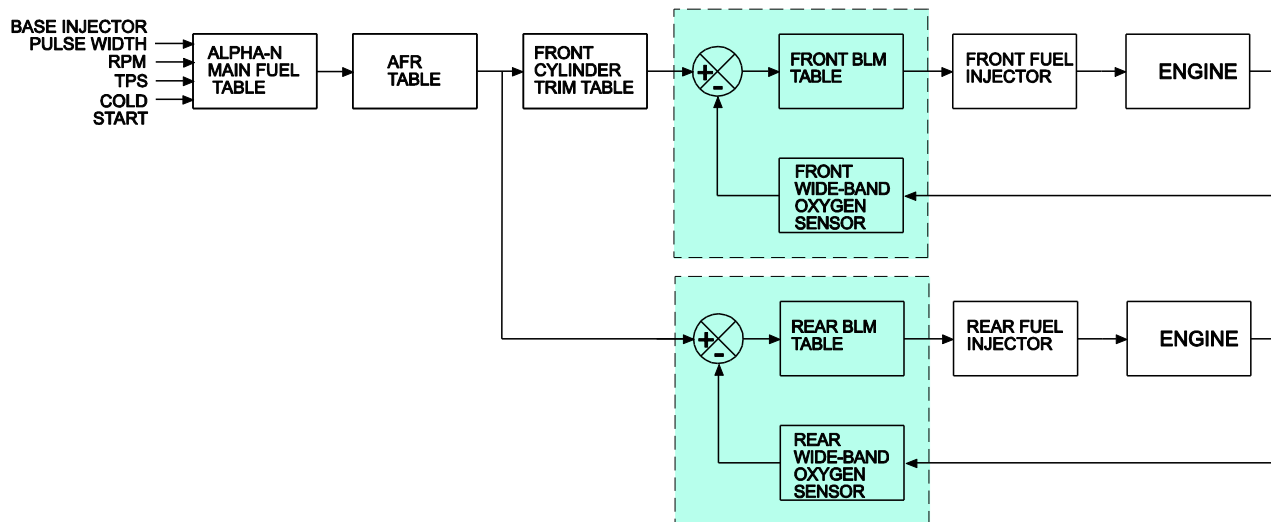 BASE INJECTOR
PULSE WIDTH
RPM
TPS
COLD
START
ALPHA-N
MAIN FUEL
TABLE
AFR
TABLE
FRONT
CYLINDER
TRIM TABLE
+
-
FRONT BLM
TABLE
FRONT FUEL
INJECTOR
ENGINE
FRONT
WIDE-BAND
OXYGEN
SENSOR
+
-
REAR BLM
TABLE
REAR FUEL
INJECTOR
ENGINE
REAR
WIDE-BAND
OXYGEN
SENSOR